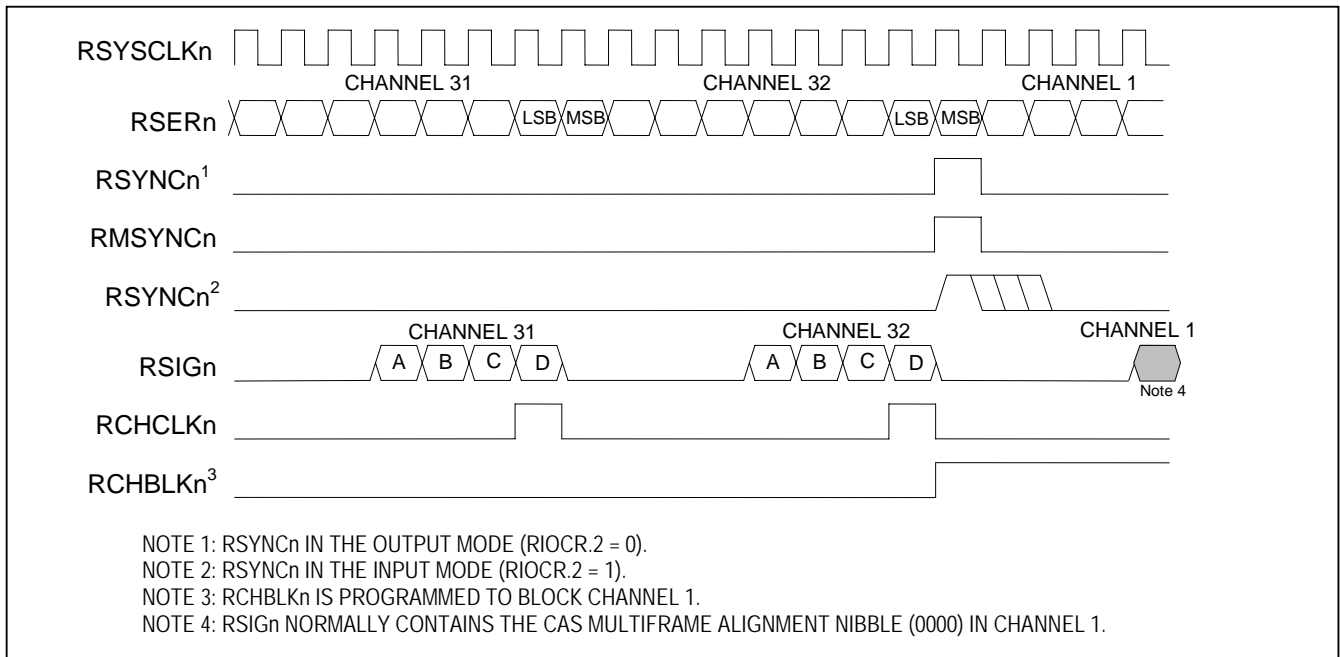 RSYSCLKn
CHANNEL 31 CHANNEL 32 CHANNEL 1
RSERn LSB MSB LSB MSB
RSYNCn1
RMSYNCn
RSYNCn2
CHANNEL 31 CHANNEL 32 CHANNEL 1
RSIGn A B C D A B C D
Note 4
RCHCLKn
RCHBLKn3
NOTE 1: RSYNCn IN THE OUTPUT MODE (RIOCR.2 = 0).
NOTE 2: RSYNCn IN THE INPUT MODE (RIOCR.2 = 1).
NOTE 3: RCHBLKn IS PROGRAMMED TO BLOCK CHANNEL 1.
NOTE 4: RSIGn NORMALLY CONTAINS THE CAS MULTIFRAME ALIGNMENT NIBBLE (0000) IN CHANNEL 1.